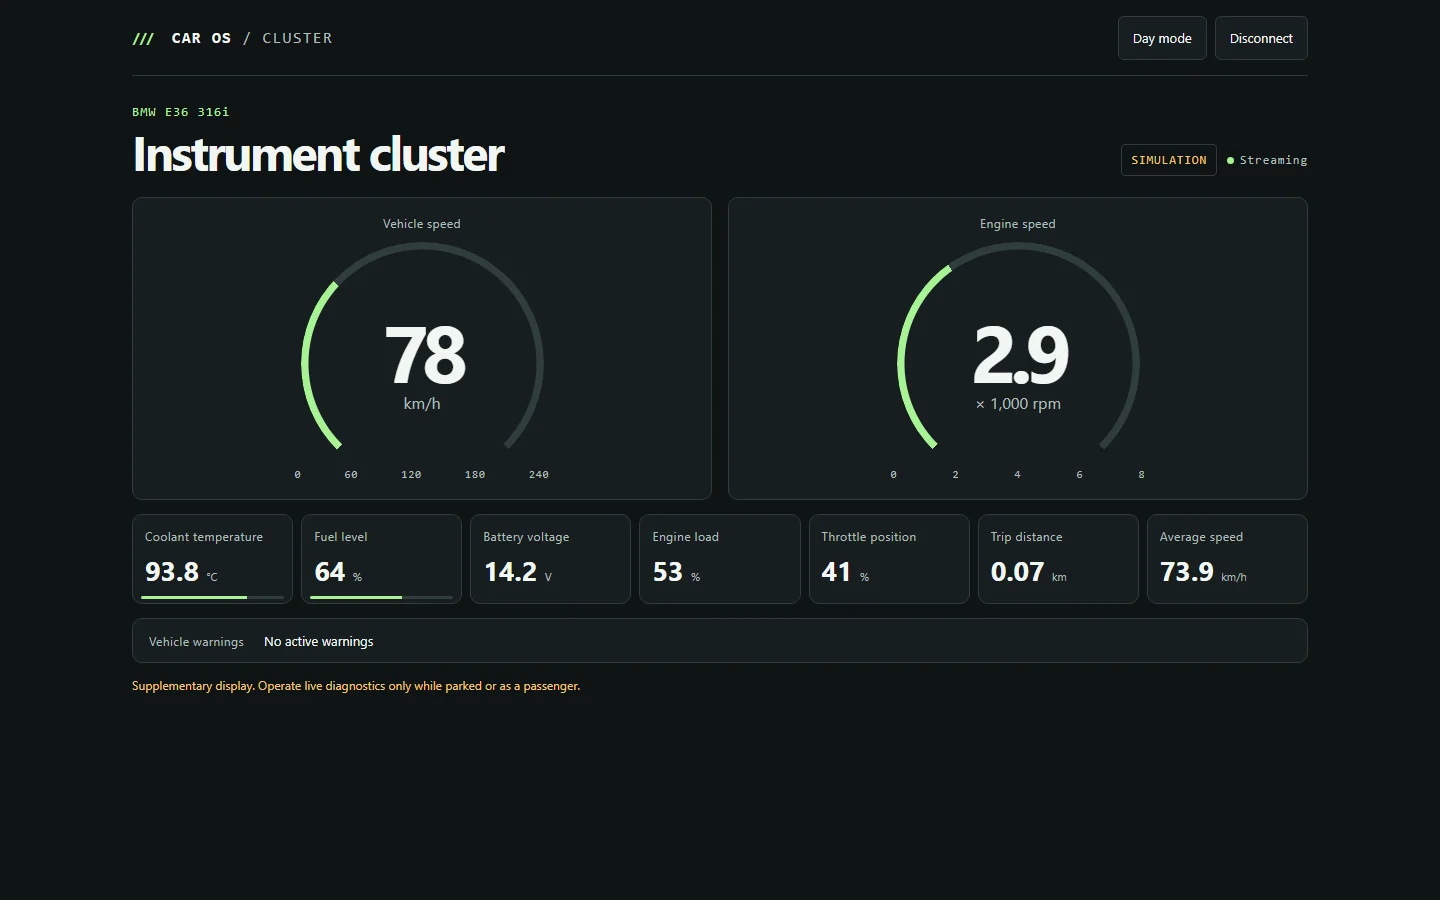 /// CAR OS / CLUSTER
Day mode
Disconnect
BMW E36 316i
Instrument cluster
SIMULATION
Streaming
Vehicle speed
78
km/h
0 60 120 180 240
Engine speed
2.9
× 1,000 rpm
0 2 4 6 8
Coolant temperature
93.8 °C
Fuel level
64 %
Battery voltage
14.2 V
Engine load
53 %
Throttle position
41 %
Trip distance
0.07 km
Average speed
73.9 km/h
Vehicle warnings No active warnings
Supplementary display. Operate live diagnostics only while parked or as a passenger.